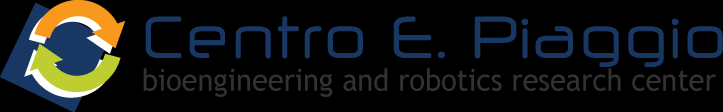 Centro E. Piaggio
bioengineering and robotics research center